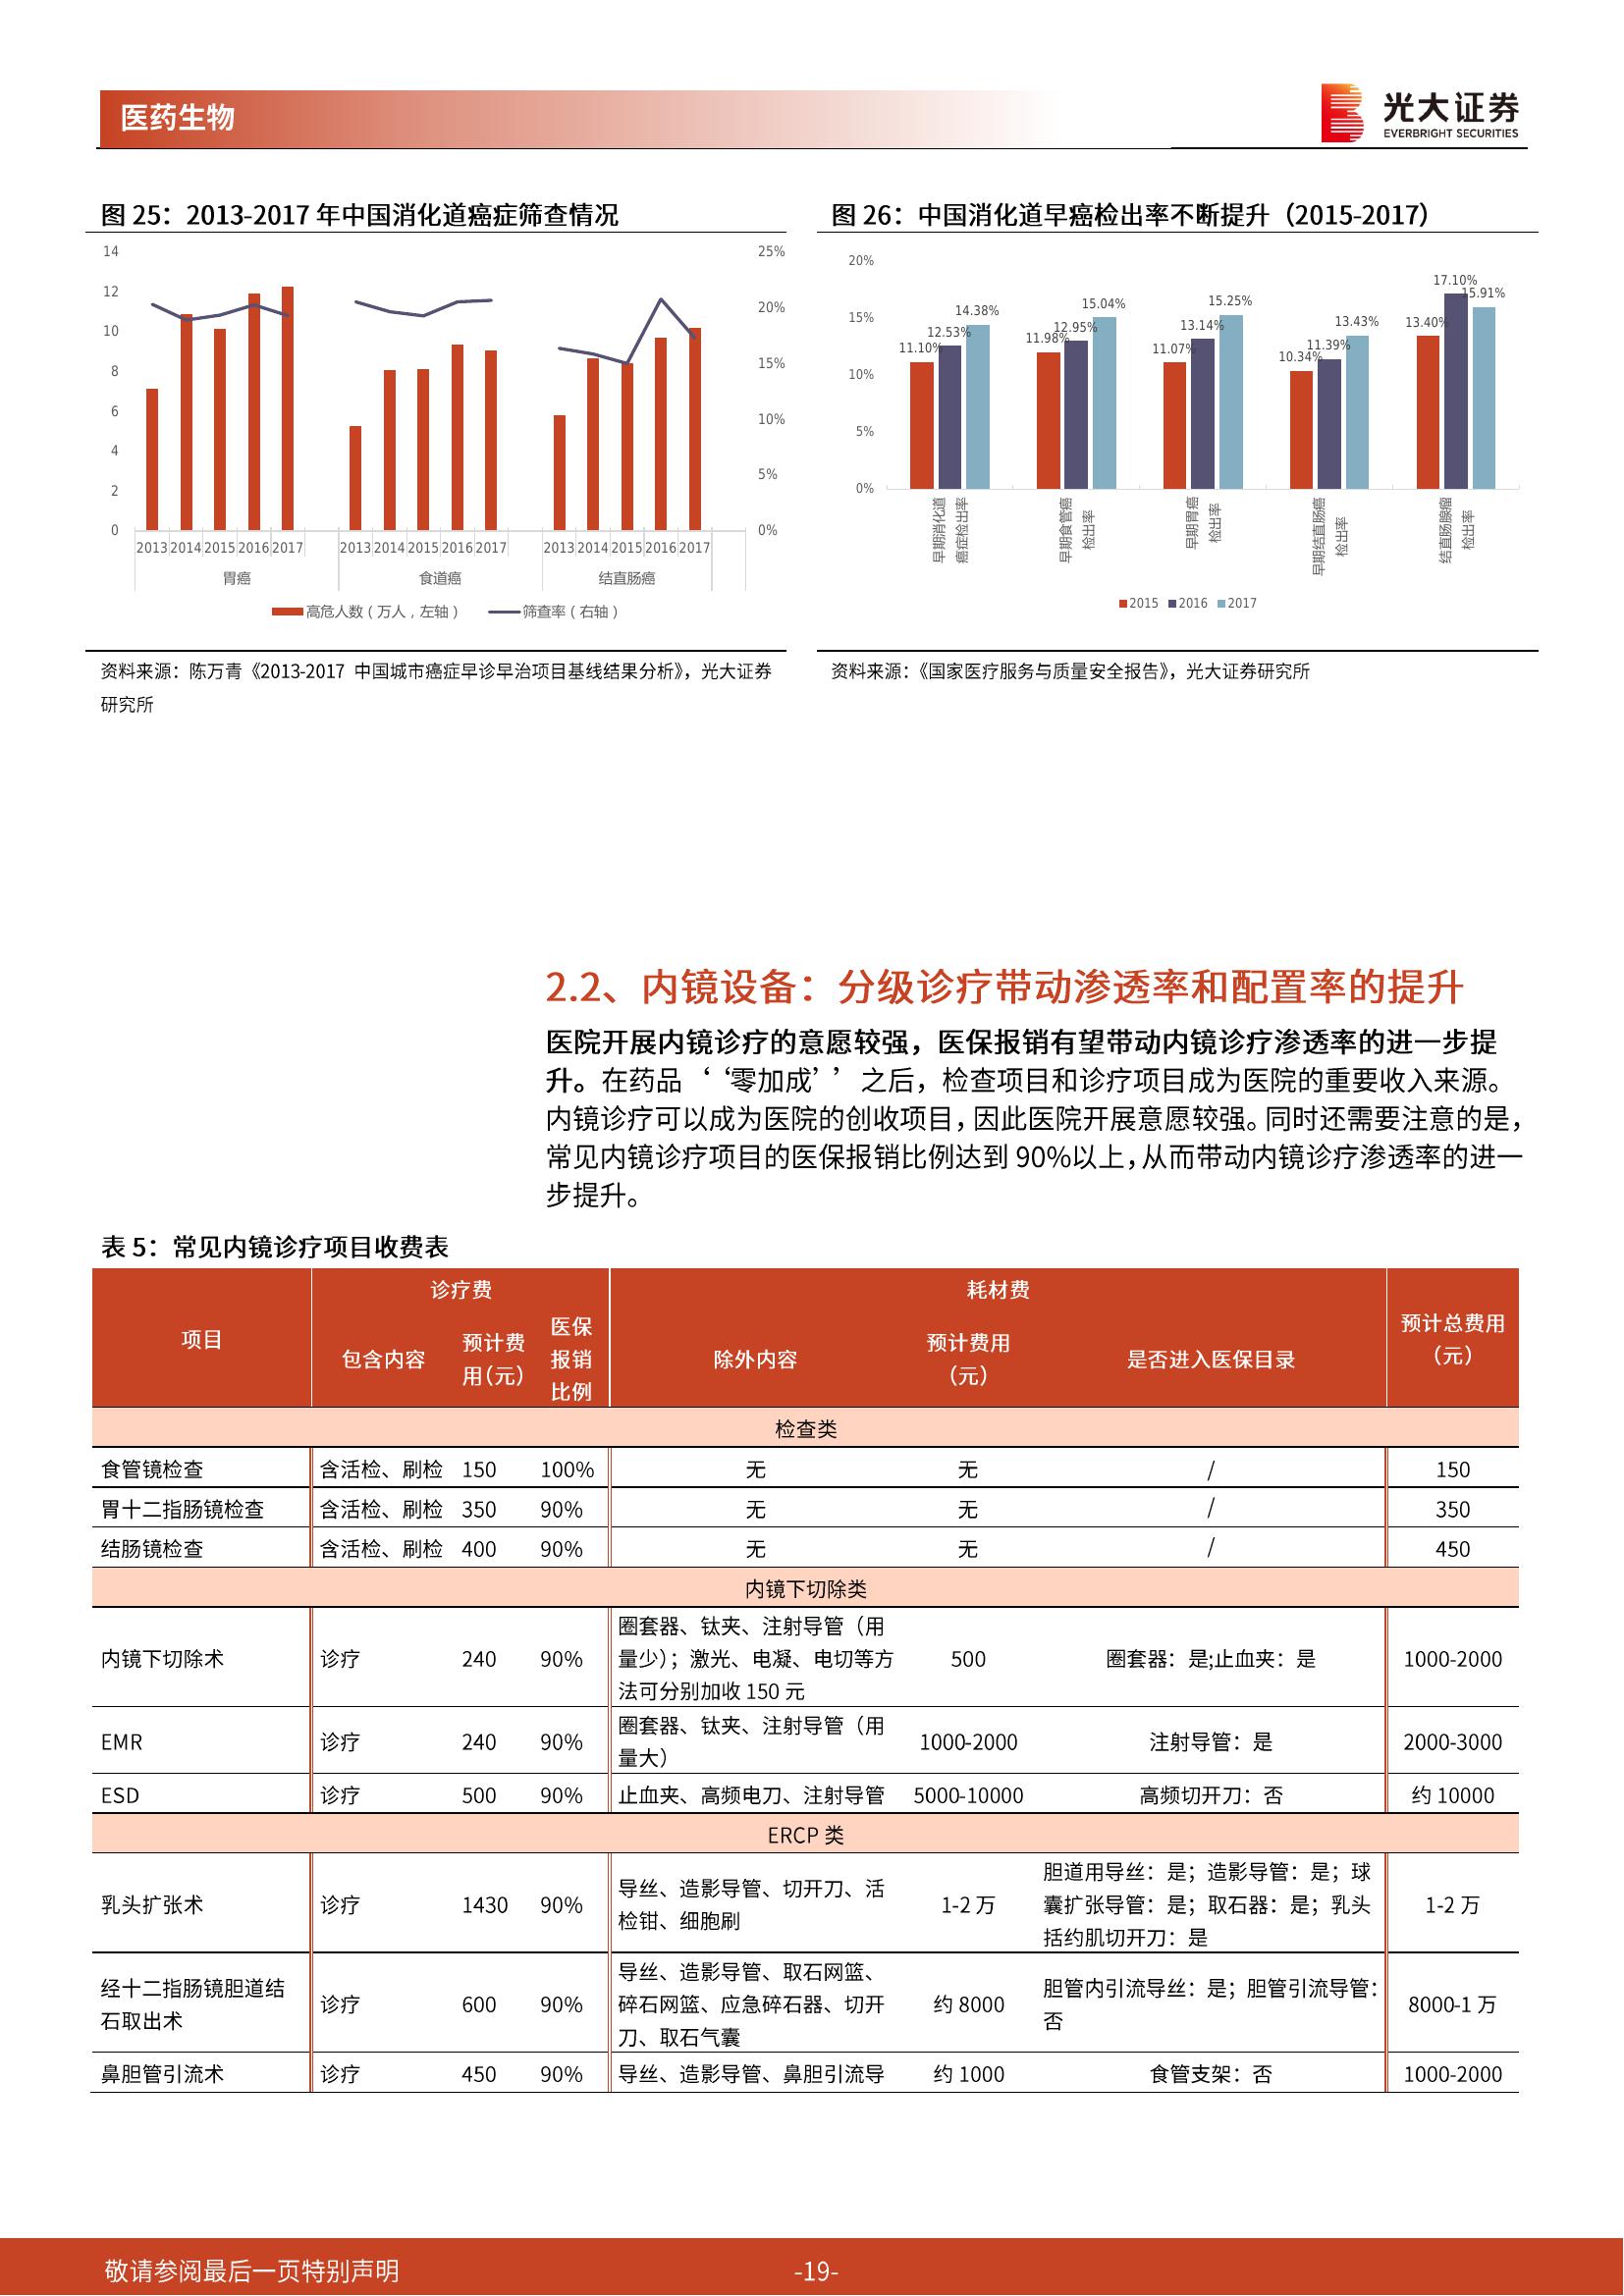 医药生物
光大证券
EVERBRIGHT SECURITIES
图 25：2013-2017 年中国消化道癌症筛查情况
14
12
10
8
6
4
2
0
25%
20%
15%
10%
5%
0%
2013 2014 2015 2016 2017
2013 2014 2015 2016 2017
2013 2014 2015 2016 2017
胃癌
食道癌
结直肠癌
高危人数（万人，左轴）
筛查率（右轴）
资料来源：陈万青《2013-2017 中国城市癌症早诊早治项目基线结果分析》，光大证券
研究所
图 26：中国消化道早癌检出率不断提升（2015-2017）
20%
15%
10%
5%
0%
11.10%
12.53%
14.38%
11.98%
12.95%
15.04%
11.07%
13.14%
15.25%
10.34%
11.39%
13.43%
13.40%
17.10%
15.91%
早期消化道
癌症检出率
早期食管癌
检出率
早期胃癌
检出率
早期结直肠癌
检出率
结直肠腺瘤
检出率
2015 2016 2017
资料来源：《国家医疗服务与质量安全报告》，光大证券研究所
2.2、内镜设备：分级诊疗带动渗透率和配置率的提升
医院开展内镜诊疗的意愿较强，医保报销有望带动内镜诊疗渗透率的进一步提
升。在药品‘‘零加成’’之后，检查项目和诊疗项目成为医院的重要收入来源。
内镜诊疗可以成为医院的创收项目，因此医院开展意愿较强。同时还需要注意的是，
常见内镜诊疗项目的医保报销比例达到 90%以上，从而带动内镜诊疗渗透率的进一
步提升。
表 5：常见内镜诊疗项目收费表
诊疗费 耗材费
项目 包含内容 预计费用（元） 医保报销比例 除外内容 预计费用（元） 是否进入医保目录 预计总费用（元）
检查类
食管镜检查 含活检、刷检 150 100% 无 无 / 150
胃十二指肠镜检查 含活检、刷检 350 90% 无 无 / 350
结肠镜检查 含活检、刷检 400 90% 无 无 / 450
内镜下切除类
圈套器、钛夹、注射导管（用
内镜下切除术 诊疗 240 90% 量少）；激光、电凝、电切等方 500 圈套器：是;止血夹：是 1000-2000
法可分别加收 150 元
圈套器、钛夹、注射导管（用
EMR 诊疗 240 90% 量大） 1000-2000 注射导管：是 2000-3000
ESD 诊疗 500 90% 止血夹、高频电刀、注射导管 5000-10000 高频切开刀：否 约 10000
ERCP 类
乳头扩张术 诊疗 1430 90% 导丝、造影导管、切开刀、活检钳、细胞刷 1-2 万 胆道用导丝：是；造影导管：是；球囊扩张导管：是；取石器：是；乳头括约肌切开刀：是 1-2 万
经十二指肠镜胆道结石取出术 诊疗 600 90% 导丝、造影导管、取石网篮、碎石网篮、应急碎石器、切开刀、取石气囊 约 8000 胆管内引流导丝：是；胆管引流导管：否 8000-1 万
鼻胆管引流术 诊疗 450 90% 导丝、造影导管、鼻胆引流导 约 1000 食管支架：否 1000-2000
敬请参阅最后一页特别声明
-19-